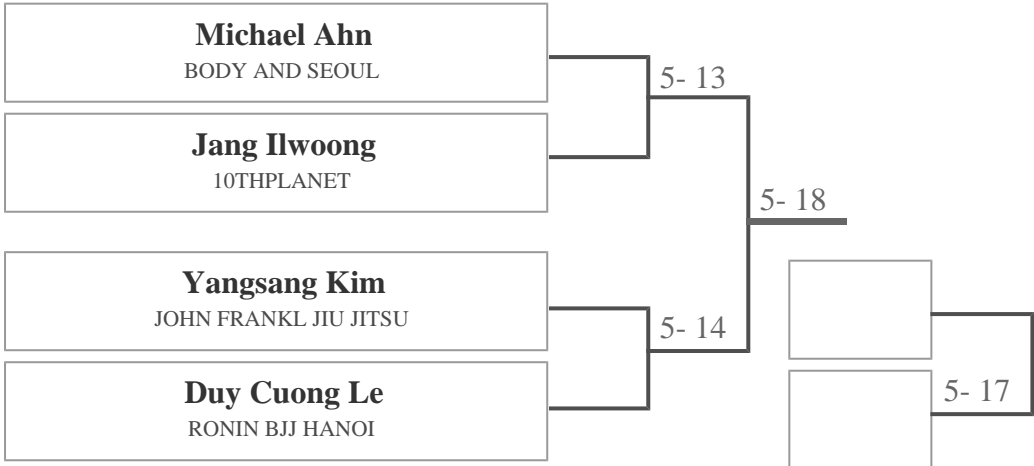 Michael Ahn
BODY AND SEOUL
5- 13
Jang Ilwoong
10THPLANET
5- 18
Yangsang Kim
JOHN FRANKL JIU JITSU
5- 14
Duy Cuong Le
RONIN BJJ HANOI
5- 17